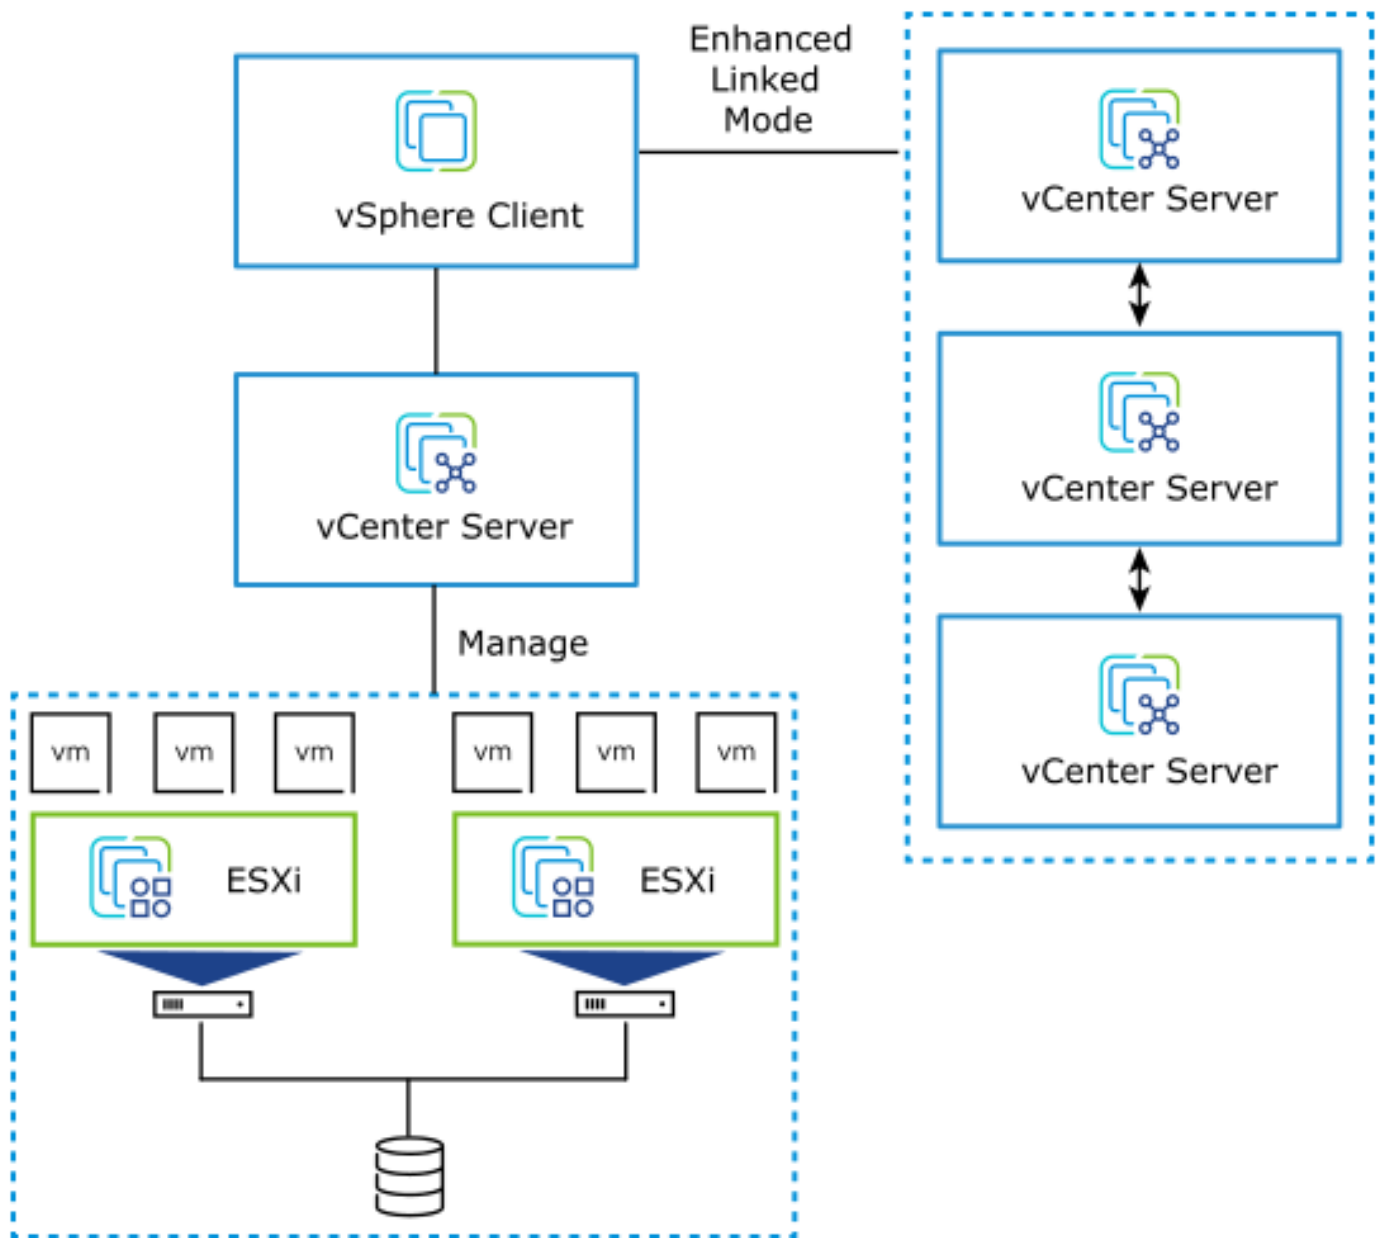 Enhanced
Linked
Mode
vSphere Client
vCenter Server
vCenter Server
vCenter Server
vCenter Server
Manage
vm vm vm vm vm vm
ESXi ESXi